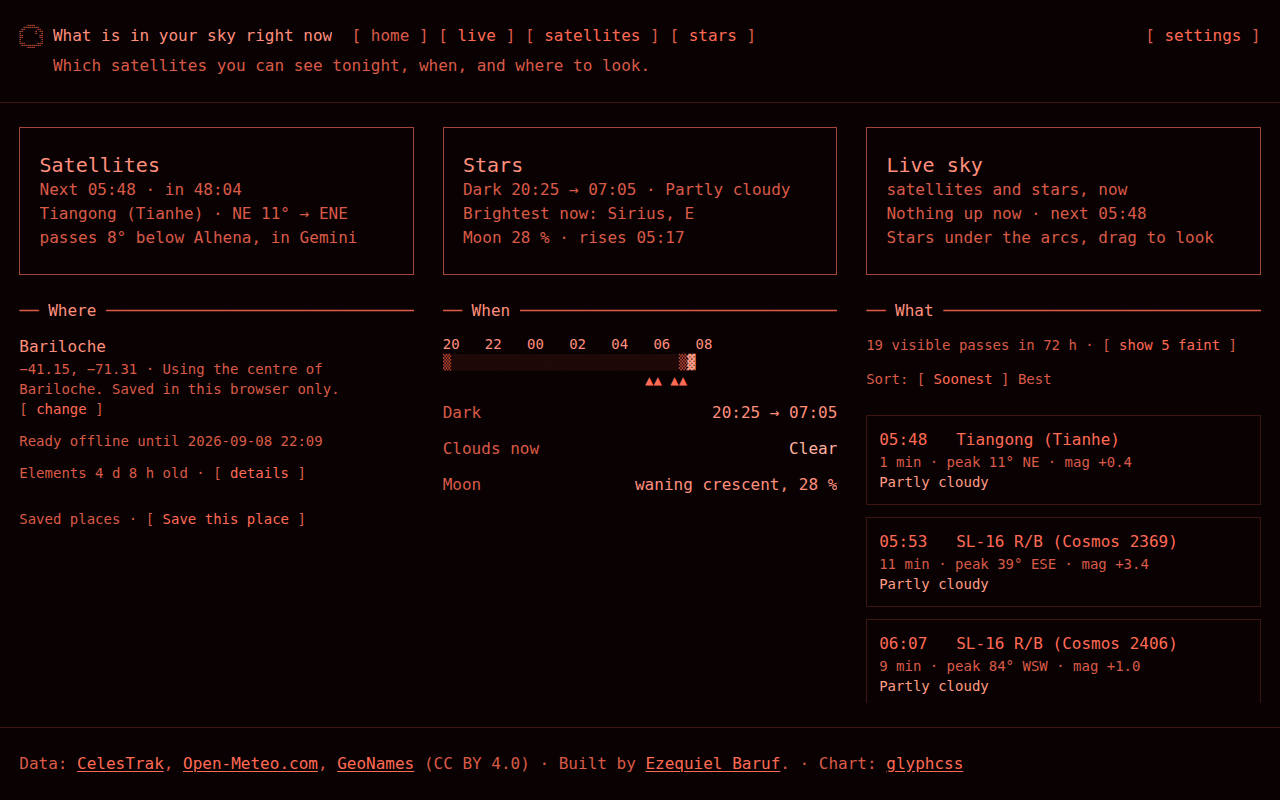 What is in your sky right now [ home ] [ live ] [ satellites ] [ stars ] [ settings ]
Which satellites you can see tonight, when, and where to look.
Satellites
Next 05:48 · in 48:04
Tiangong (Tianhe) · NE 11° → ENE
passes 8° below Alhena, in Gemini
Stars
Dark 20:25 → 07:05 · Partly cloudy
Brightest now: Sirius, E
Moon 28 % · rises 05:17
Live sky
satellites and stars, now
Nothing up now · next 05:48
Stars under the arcs, drag to look
Where
Bariloche
−41.15, −71.31 · Using the centre of
Bariloche. Saved in this browser only.
[ change ]
Ready offline until 2026-09-08 22:09
Elements 4 d 8 h old · [ details ]
Saved places · [ Save this place ]
When
20 22 00 02 04 06 08
Dark 20:25 → 07:05
Clouds now Clear
Moon waning crescent, 28 %
What
19 visible passes in 72 h · [ show 5 faint ]
Sort: [ Soonest ] Best
05:48 Tiangong (Tianhe)
1 min · peak 11° NE · mag +0.4
Partly cloudy
05:53 SL-16 R/B (Cosmos 2369)
11 min · peak 39° ESE · mag +3.4
Partly cloudy
06:07 SL-16 R/B (Cosmos 2406)
9 min · peak 84° WSW · mag +1.0
Partly cloudy
Data: CelesTrak, Open-Meteo.com, GeoNames (CC BY 4.0) · Built by Ezequiel Baruf. · Chart: glyphcss